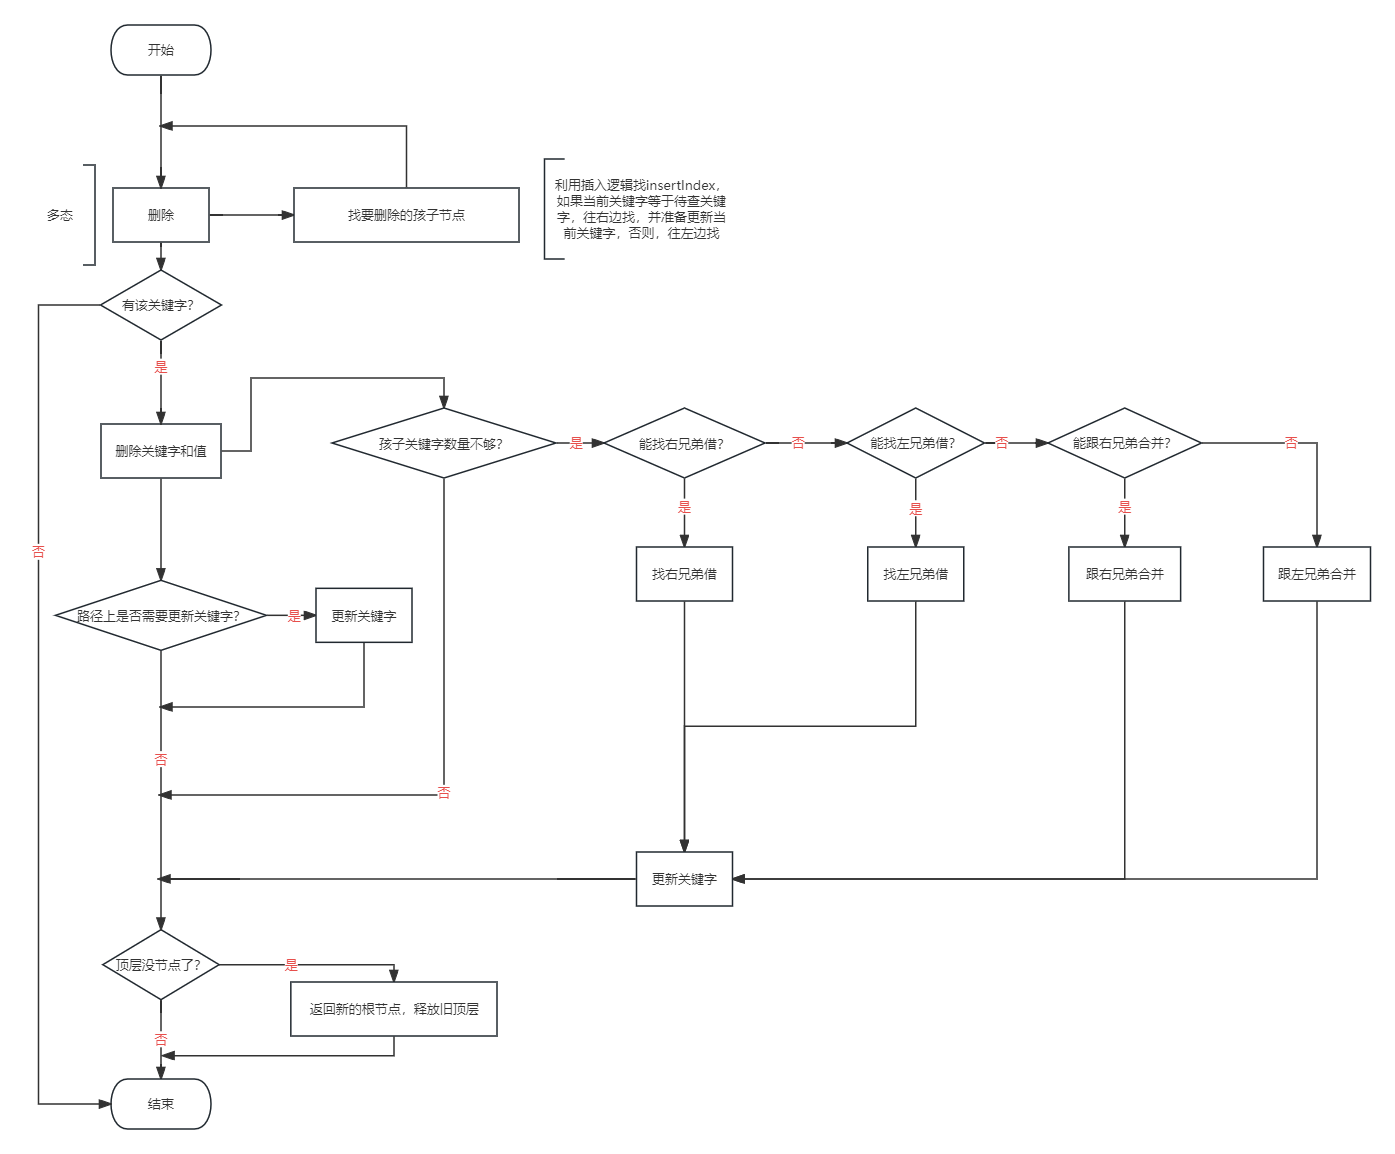 开始
多态
删除
找要删除的孩子节点
利用插入逻辑找insertIndex,
如果当前关键字等于待查关键
字，往右边找，并准备更新当
前关键字，否则，往左边找
有该关键字?
是
删除关键字和值
孩子关键字数量不够?
是
能找右兄弟借?
否
能找左兄弟借?
否
能跟右兄弟合并?
否
是
是
是
否
找右兄弟借
找左兄弟借
跟右兄弟合并
跟左兄弟合并
路径上是否需要更新关键字?
是
更新关键字
否
否
更新关键字
顶层没节点了?
是
返回新的根节点，释放旧顶层
否
结束